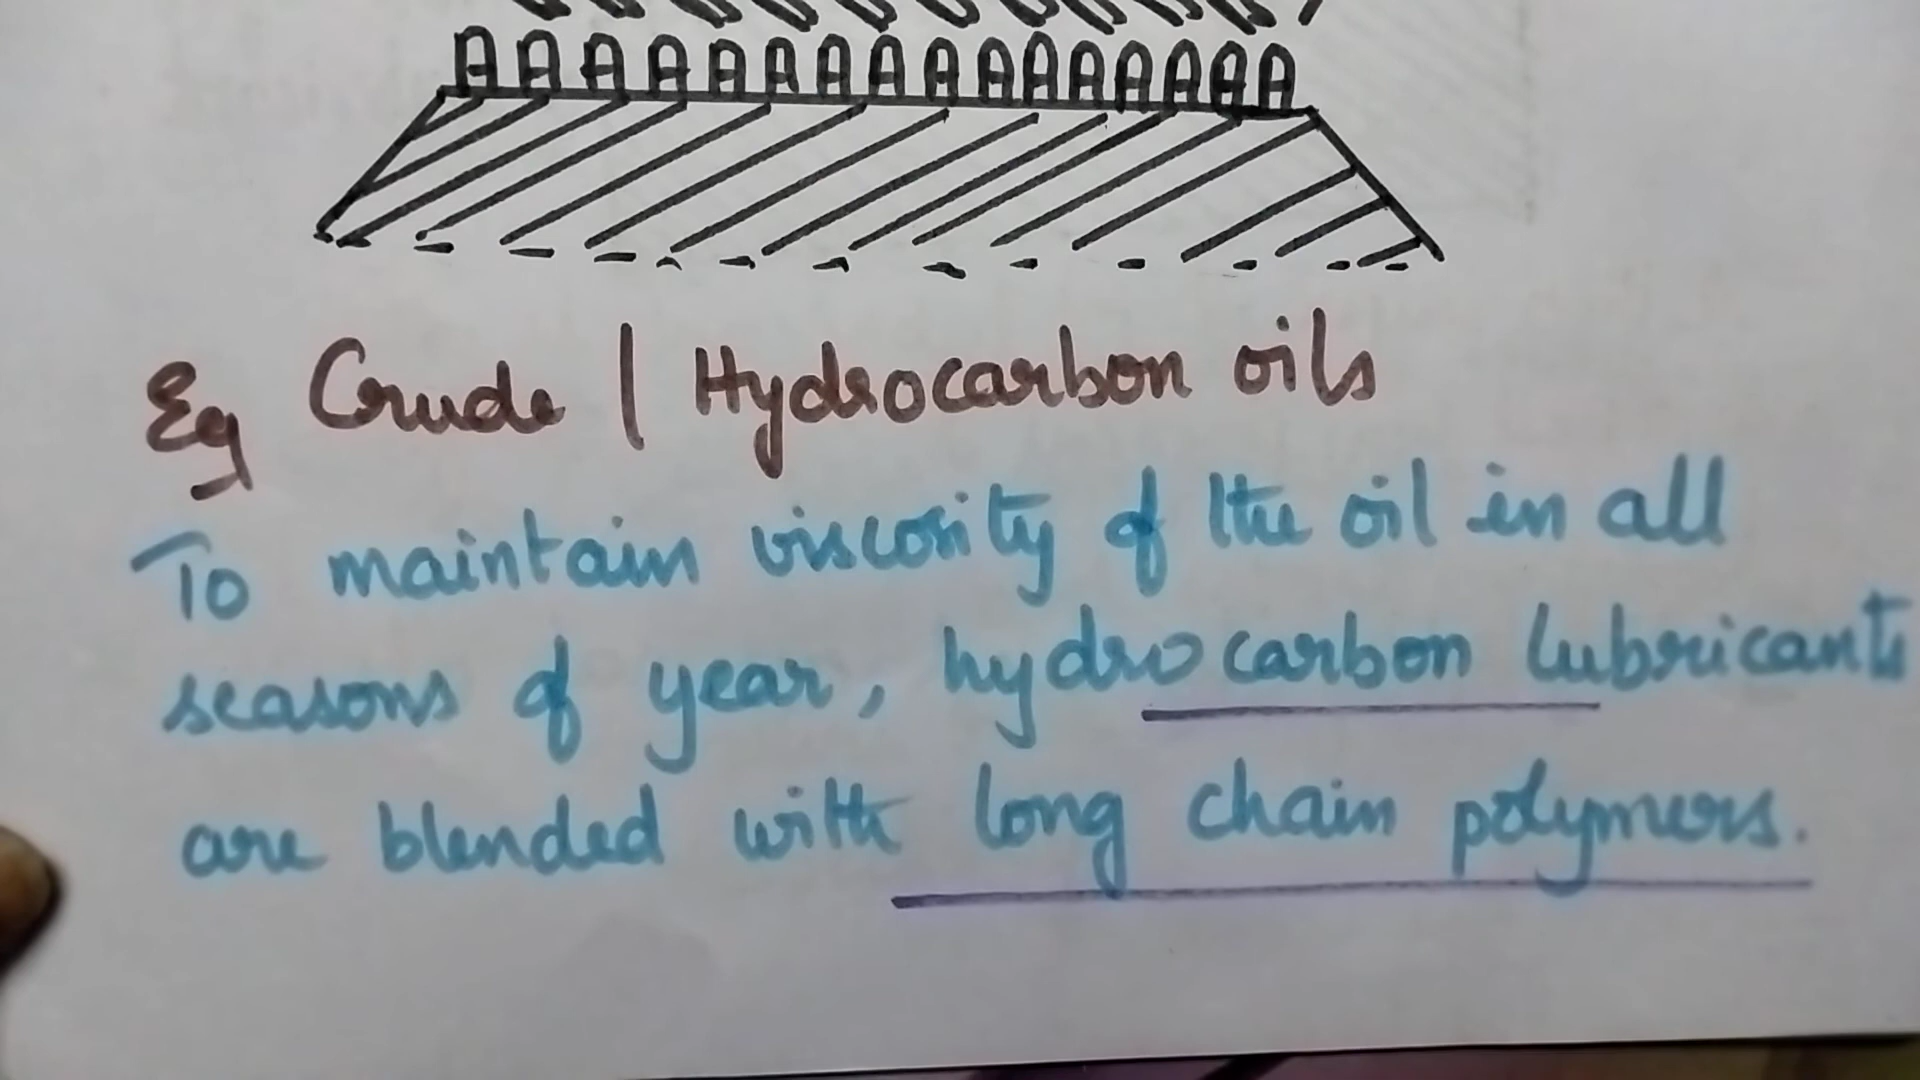 AAAAAAAAAAAAAAAA
Eg Crude | Hydrocarbon oils
To maintain viscosity of the oil in all
seasons of year, hydrocarbon lubricants
are blended with long chain polymers.